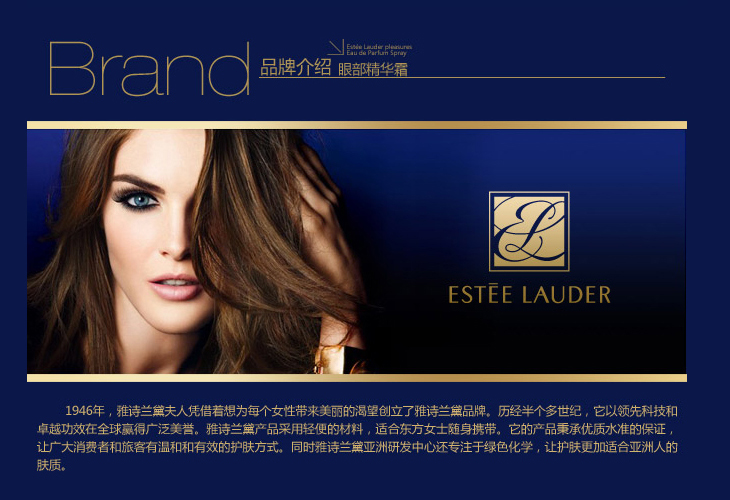 Brand
Estée Lauder pleasures
Eau de Parfum Spray
品牌介绍 眼部精华霜
EL
ESTĒE LAUDER
1946年，雅诗兰黛夫人凭借着想为每个女性带来美丽的渴望创立了雅诗兰黛品牌。历经半个多世纪，它以领先科技和
卓越功效在全球赢得广泛美誉。雅诗兰黛产品采用轻便的材料，适合东方女士随身携带。它的产品秉承优质水准的保证，
让广大消费者和旅客有温和和有效的护肤方式。同时雅诗兰黛亚洲研发中心还专注于绿色化学，让护肤更加适合亚洲人的
肤质。